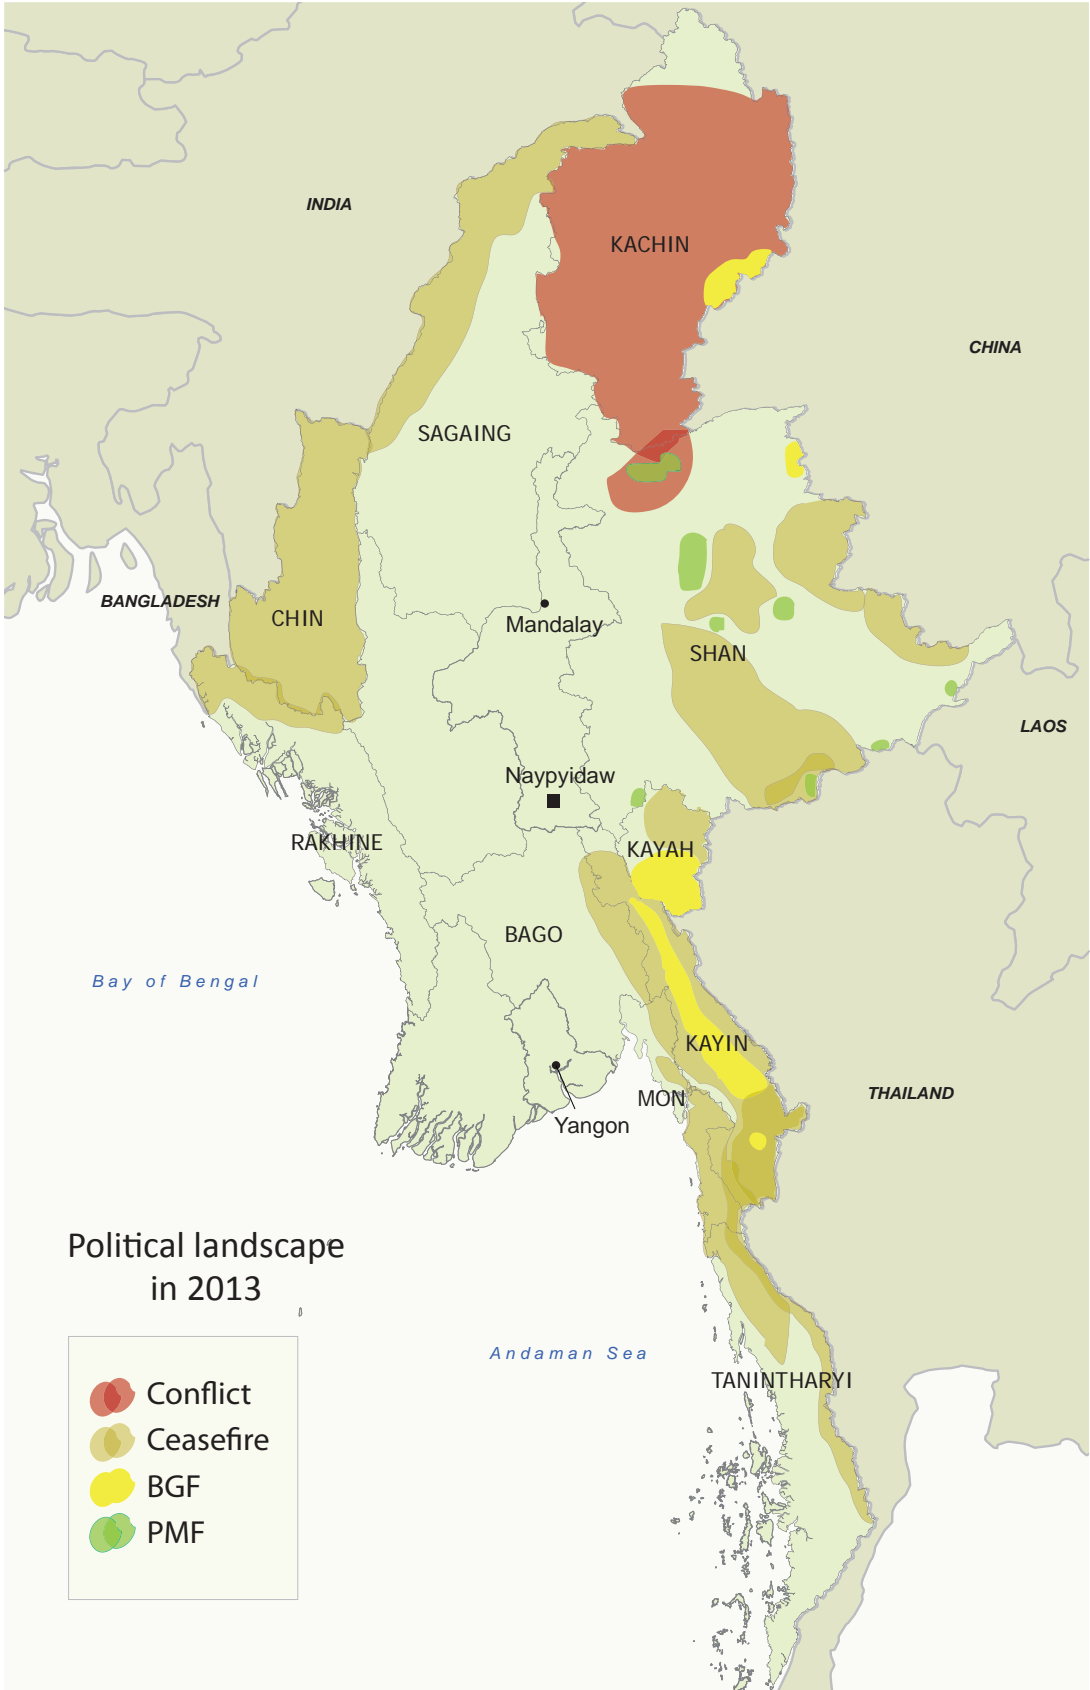 INDIA
KACHIN
CHINA
SAGAING
BANGLADESH
CHIN
Mandalay
SHAN
LAOS
Naypyidaw
RAKHINE
KAYAH
BAGO
Bay of Bengal
KAYIN
THAILAND
MON
Yangon
Political landscape
in 2013
Andaman Sea
TANINTHARYI
Conflict
Ceasefire
BGF
PMF